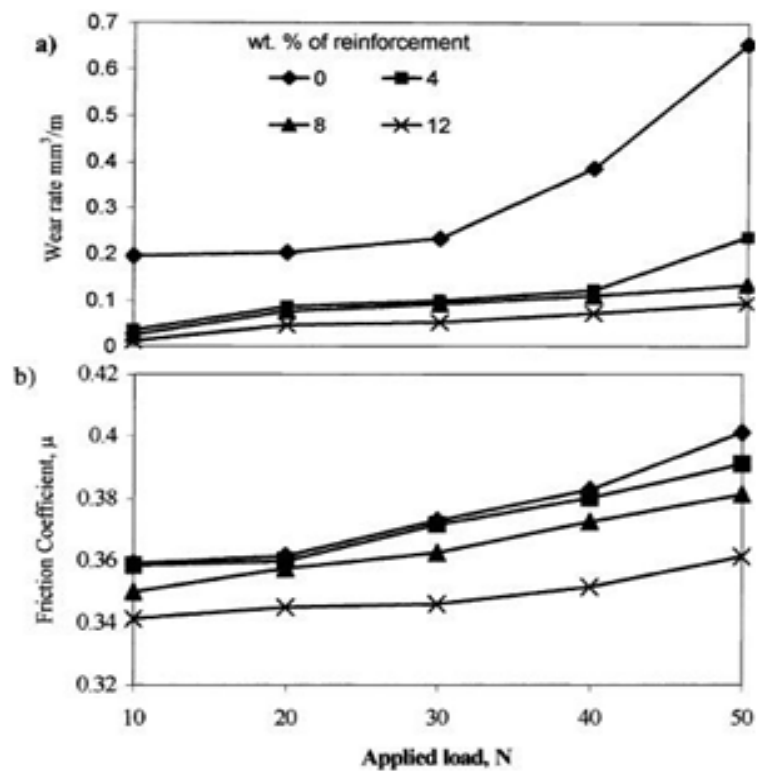 a)
Wear rate mm³/m
0.7
0.6
0.5
0.4
0.3
0.2
0.1
0
wt. % of reinforcement
0 4
8 12
b)
Friction Coefficient, μ
0.42
0.4
0.38
0.36
0.34
0.32
10 20 30 40 50
Applied load, N